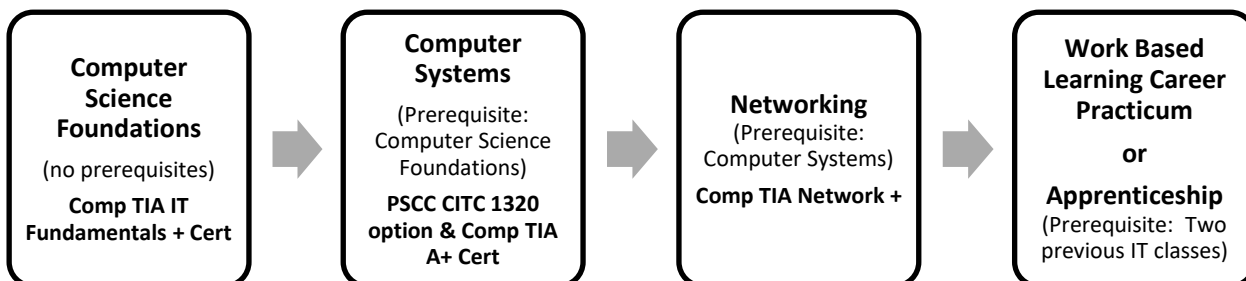 Computer
Science
Foundations
(no prerequisites)
Comp TIA IT
Fundamentals + Cert
Computer
Systems
(Prerequisite:
Computer Science
Foundations)
PSCC CITC 1320
option & Comp TIA
A+ Cert
Networking
(Prerequisite:
Computer Systems)
Comp TIA Network +
Work Based
Learning Career
Practicum
or
Apprenticeship
(Prerequisite: Two
previous IT classes)